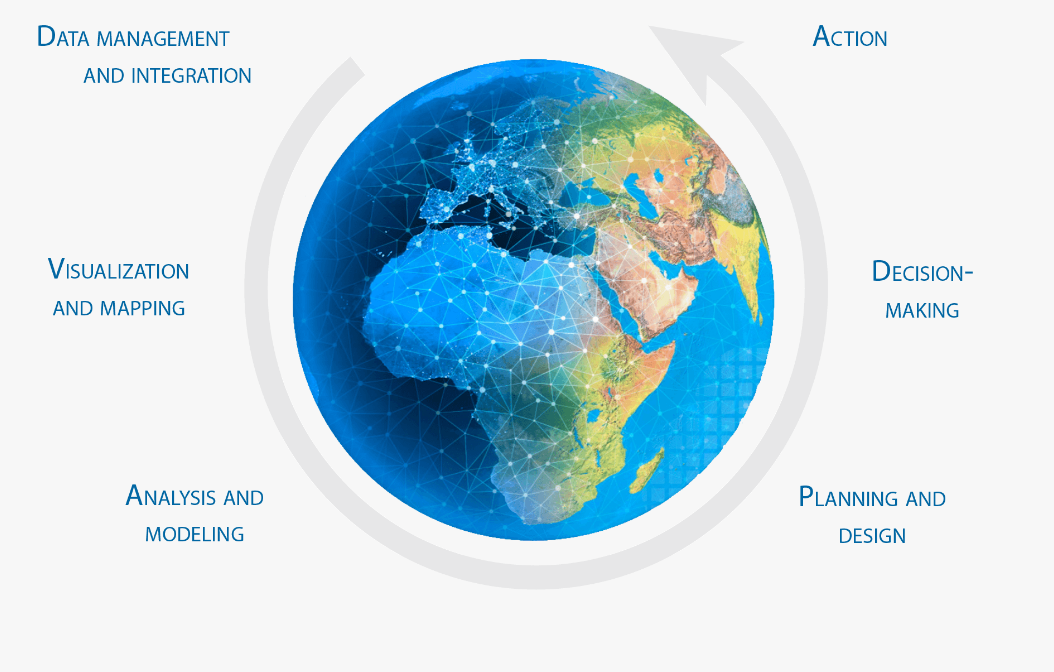 Data management
and integration
Visualization
and mapping
Analysis and
modeling
Planning and
design
Decision-
making
Action